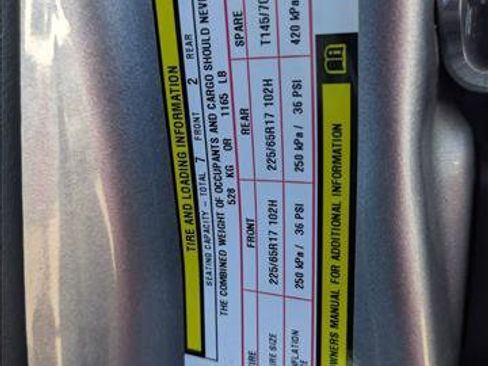 TIRE AND LOADING INFORMATION
SEATING CAPACITY - TOTAL 7 FRONT 2 REAR
THE COMBINED WEIGHT OF OCCUPANTS AND CARGO SHOULD NEVER
528 KG OR 1165 LB
FRONT REAR SPARE
225/65R17 102H 225/65R17 102H T145/70
250 kPa / 36 PSI 250 kPa / 36 PSI 420 kPa
OWNERS MANUAL FOR ADDITIONAL INFORMATION